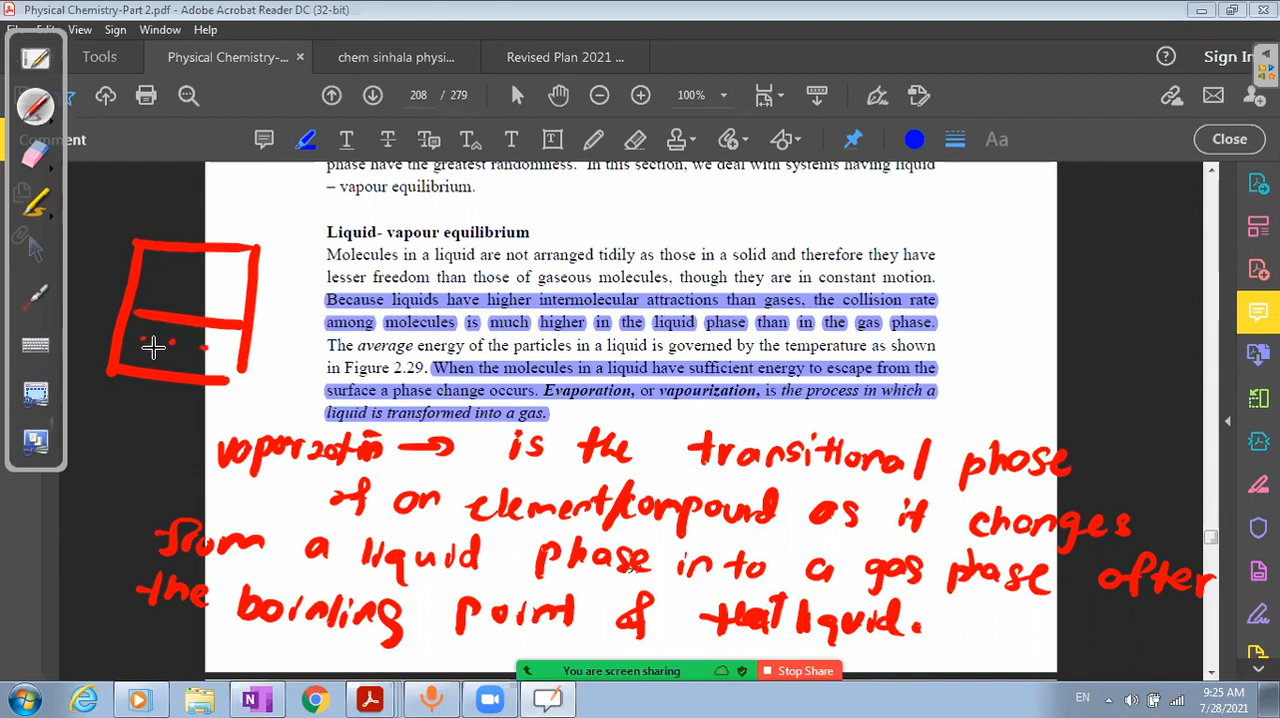 Physical Chemistry-Part 2.pdf - Adobe Acrobat Reader DC (32-bit)
View Sign Window Help
Tools Physical Chemistry-... × chem sinhala physi... Revised Plan 2021 ... Sign In
208 / 279 100%
Comment Close
phase have the greatest randomness. In this section, we deal with systems having liquid
– vapour equilibrium.
Liquid- vapour equilibrium
Molecules in a liquid are not arranged tidily as those in a solid and therefore they have
lesser freedom than those of gaseous molecules, though they are in constant motion.
Because liquids have higher intermolecular attractions than gases, the collision rate
among molecules is much higher in the liquid phase than in the gas phase.
The average energy of the particles in a liquid is governed by the temperature as shown
in Figure 2.29. When the molecules in a liquid have sufficient energy to escape from the
surface a phase change occurs. Evaporation, or vapourization, is the process in which a
liquid is transformed into a gas.
→ is the transitional phase
of an element/compound as it changes
from a liquid phase into a gas phase after
the boinling point of that liquid.
You are screen sharing Stop Share
EN 9:25 AM
7/28/2021